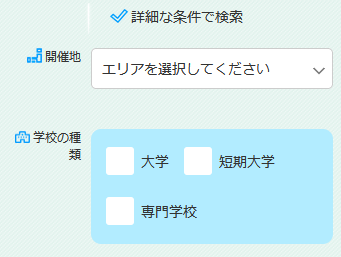 詳細な条件で検索
開催地
エリアを選択してください
学校の種
類
大学
短期大学
専門学校